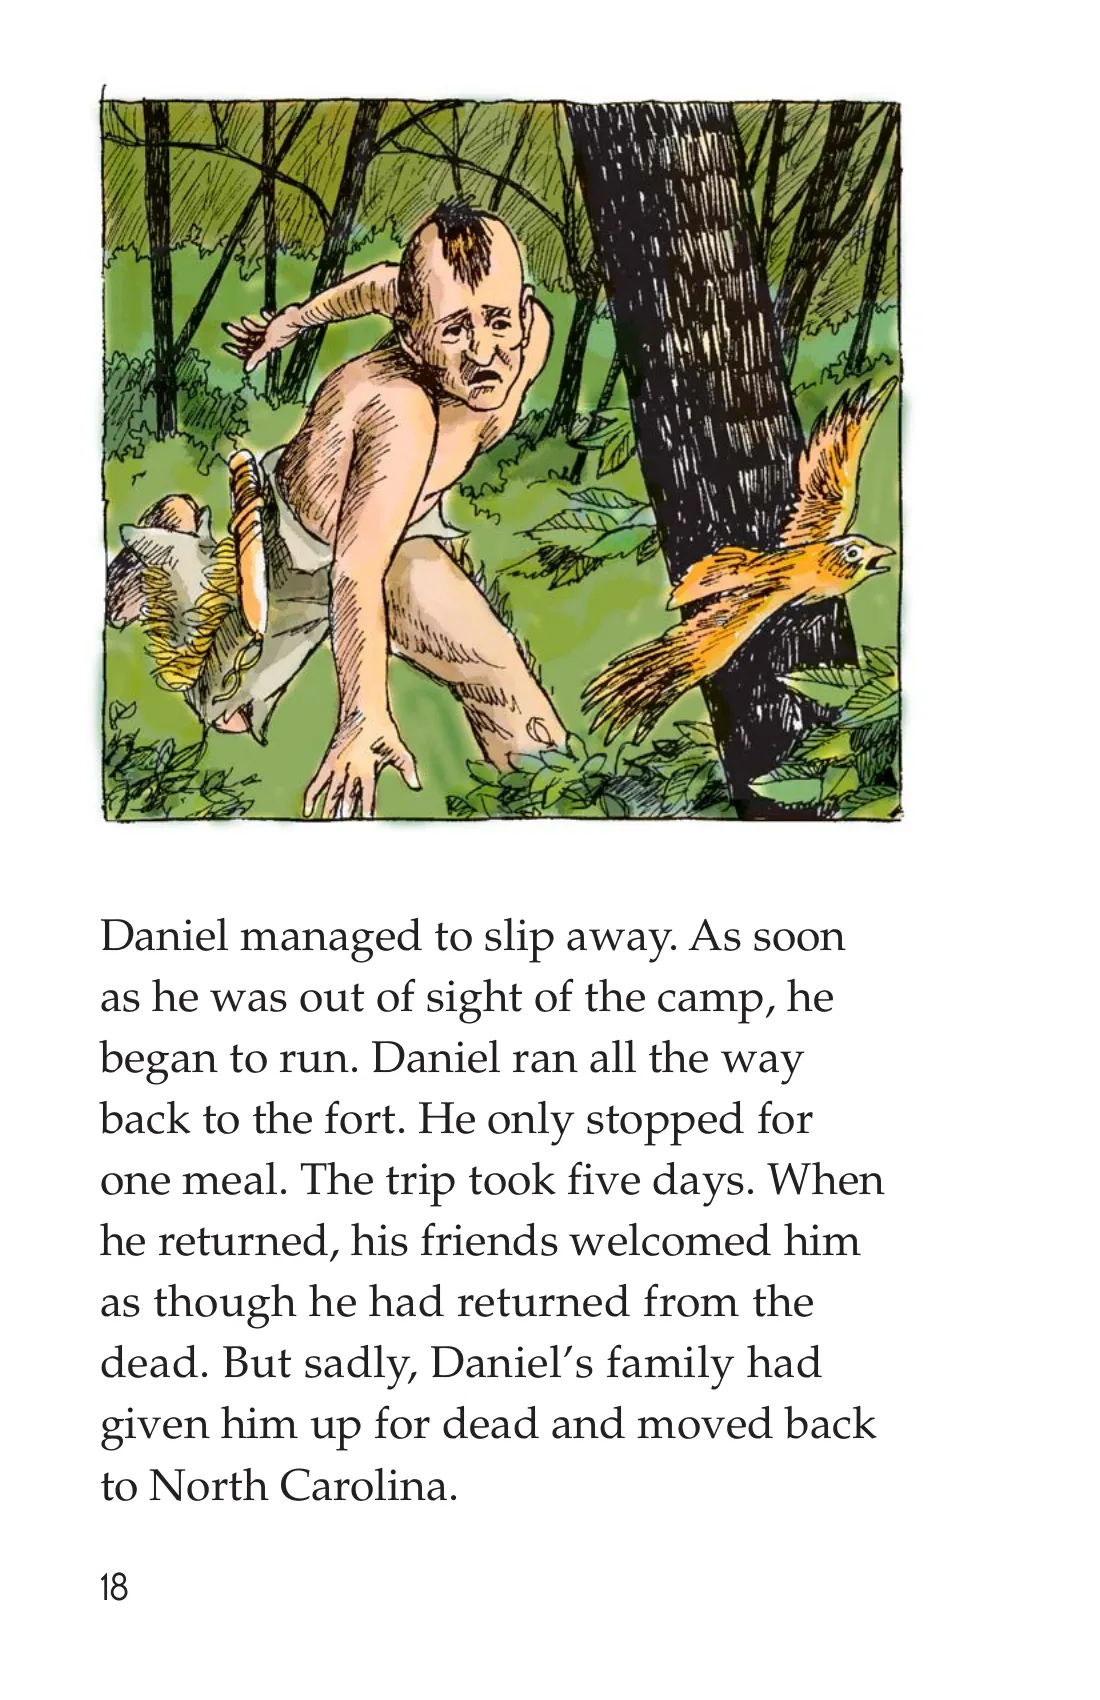 Daniel managed to slip away. As soon
as he was out of sight of the camp, he
began to run. Daniel ran all the way
back to the fort. He only stopped for
one meal. The trip took five days. When
he returned, his friends welcomed him
as though he had returned from the
dead. But sadly, Daniel’s family had
given him up for dead and moved back
to North Carolina.
18